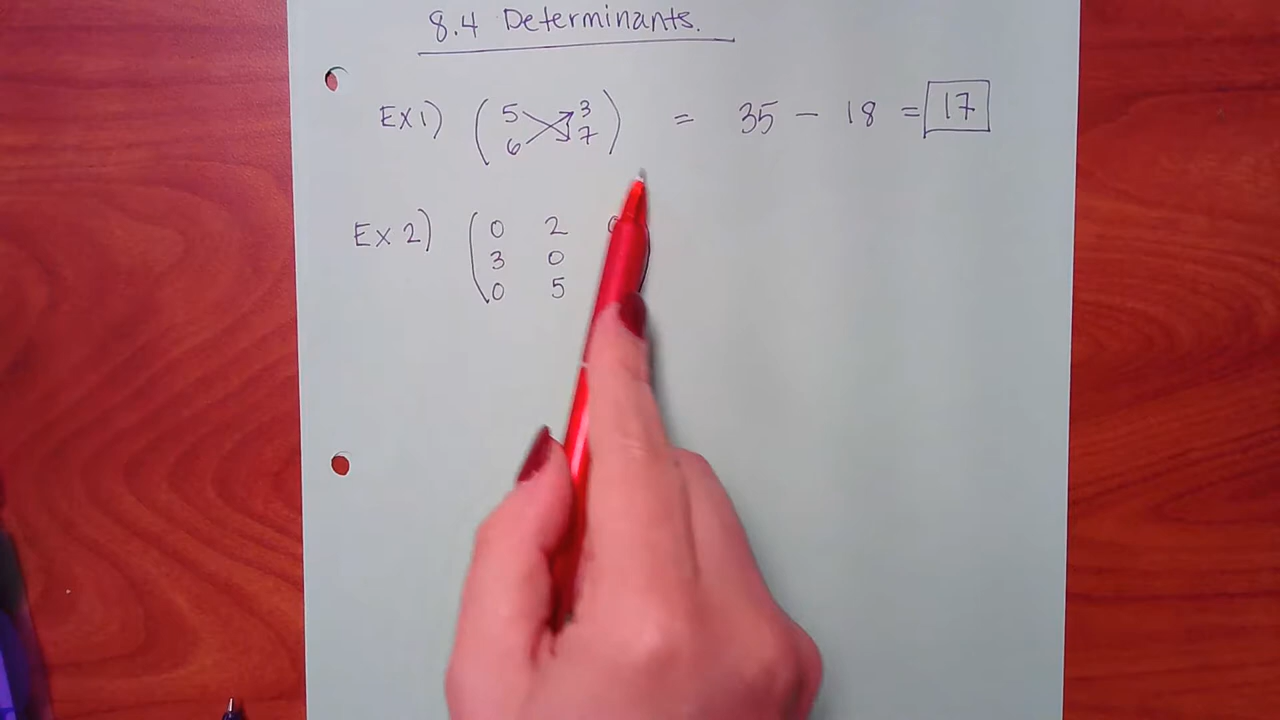 8.4 Determinants.
EX 1) ( 5 3 ) = 35 - 18 = 17
6 7
Ex 2) ( 0 2
3 0
0 5